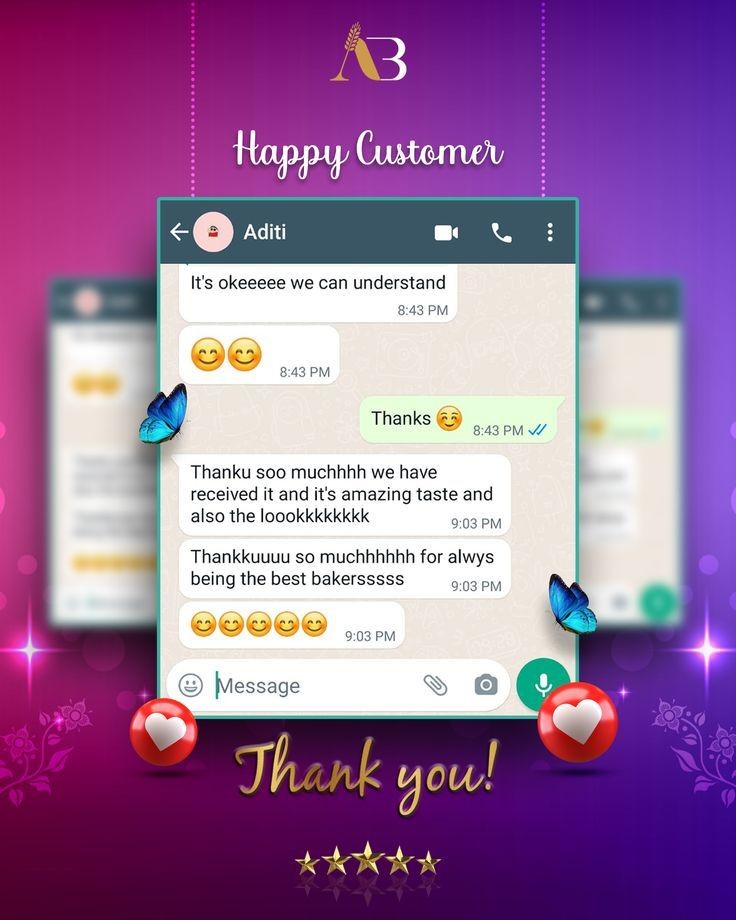 AB
Happy Customer
Aditi
It's okeeeee we can understand
8:43 PM
😊😊
8:43 PM
Thanks ☺️
8:43 PM
Thanku soo muchhhh we have
received it and it's amazing taste and
also the loookkkkkkkk
9:03 PM
Thankkuuuu so muchhhhhh for alwys
being the best bakersssss
9:03 PM
😊😊😊😊😊
9:03 PM
Message
Thank you!